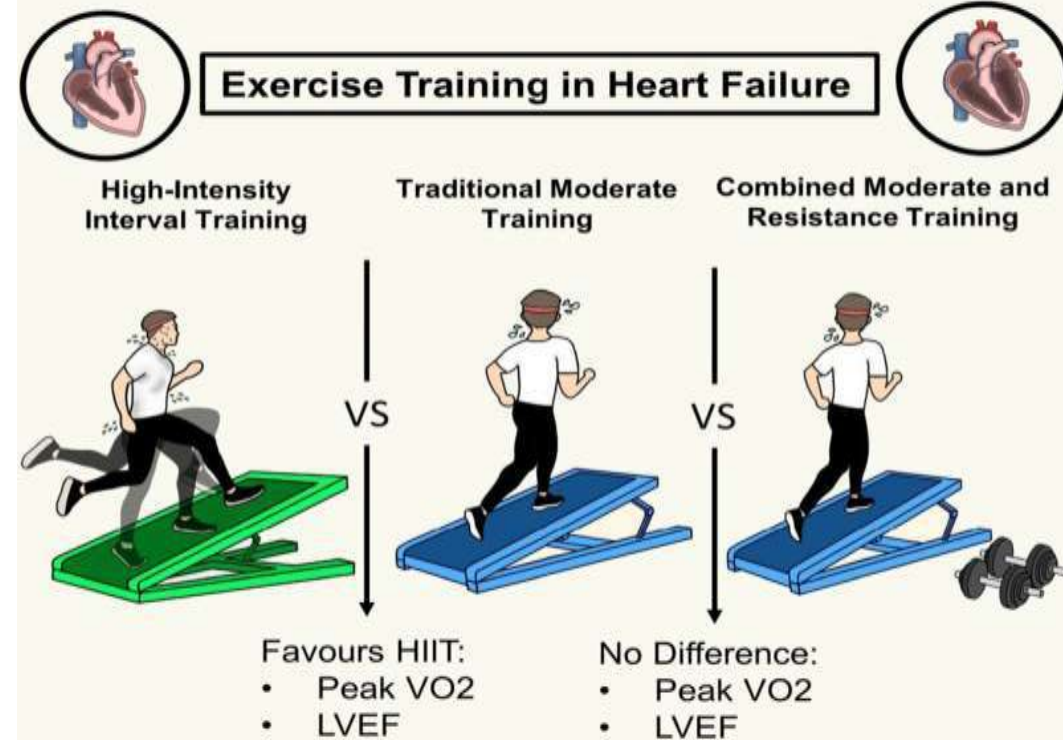 Exercise Training in Heart Failure
High-Intensity
Interval Training
Traditional Moderate
Training
Combined Moderate and
Resistance Training
VS
VS
Favours HIIT:
• Peak VO2
• LVEF
No Difference:
• Peak VO2
• LVEF